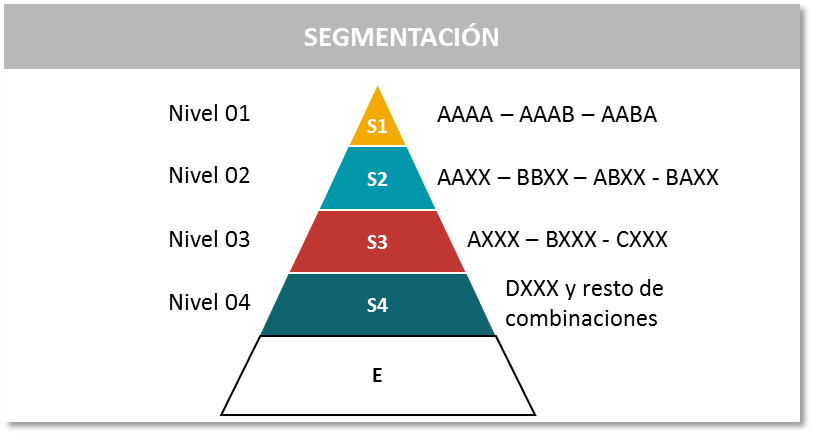 SEGMENTACIÓN
Nivel 01 S1 AAAA – AAAB – AABA
Nivel 02 S2 AAXX – BBXX – ABXX - BAXX
Nivel 03 S3 AXXX – BXXX - CXXX
Nivel 04 S4 DXXX y resto de
combinaciones
E